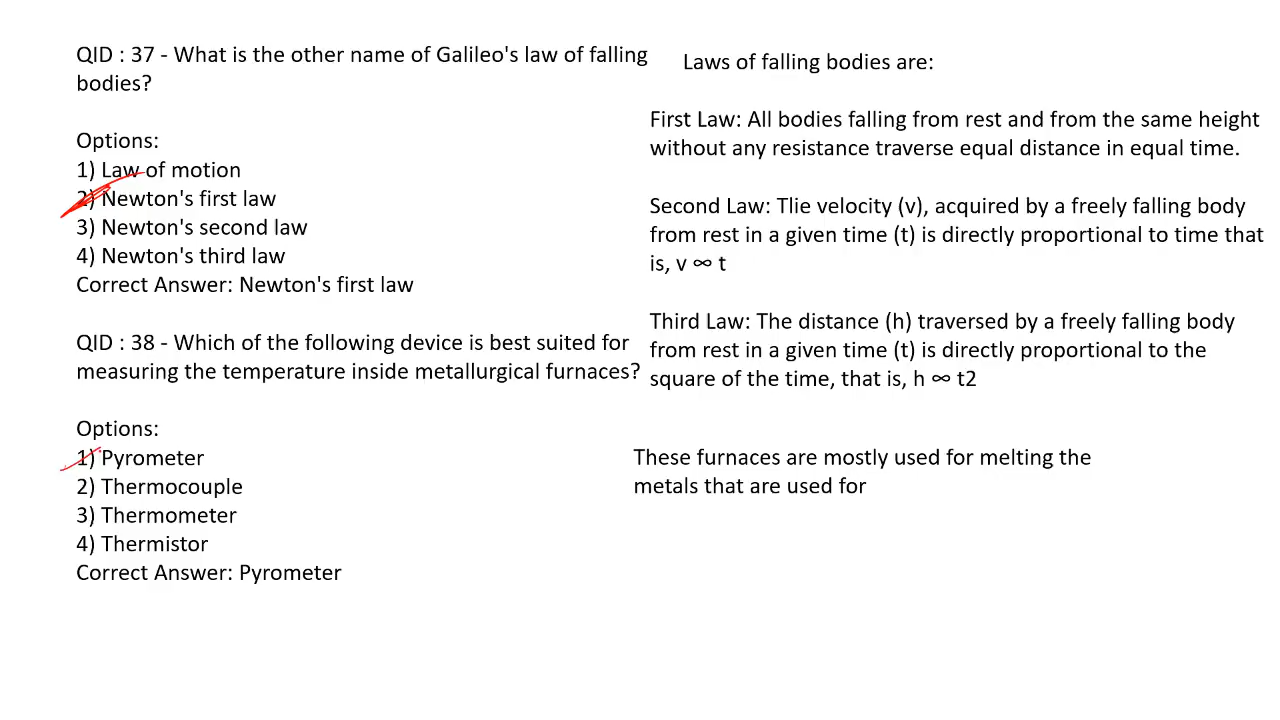 QID : 37 - What is the other name of Galileo's law of falling
bodies?
Options:
1) Law of motion
2) Newton's first law
3) Newton's second law
4) Newton's third law
Correct Answer: Newton's first law
QID : 38 - Which of the following device is best suited for
measuring the temperature inside metallurgical furnaces?
Options:
1) Pyrometer
2) Thermocouple
3) Thermometer
4) Thermistor
Correct Answer: Pyrometer
Laws of falling bodies are:
First Law: All bodies falling from rest and from the same height
without any resistance traverse equal distance in equal time.
Second Law: Tlie velocity (v), acquired by a freely falling body
from rest in a given time (t) is directly proportional to time that
is, v ∞ t
Third Law: The distance (h) traversed by a freely falling body
from rest in a given time (t) is directly proportional to the
square of the time, that is, h ∞ t2
These furnaces are mostly used for melting the
metals that are used for